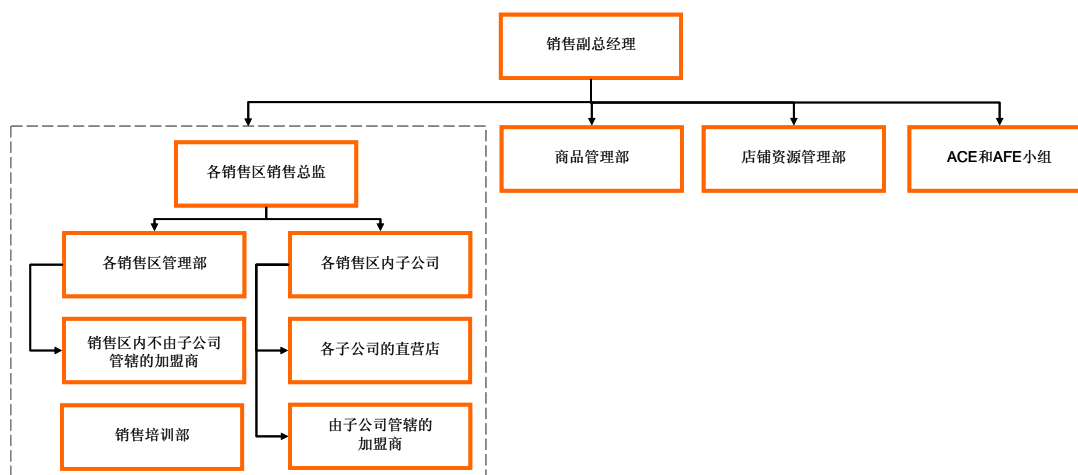 销售副总经理
商品管理部
店铺资源管理部
ACE和AFE小组
各销售区销售总监
各销售区管理部
各销售区内子公司
销售区内不由子公司
管辖的加盟商
各子公司的直营店
销售培训部
由子公司管辖的
加盟商